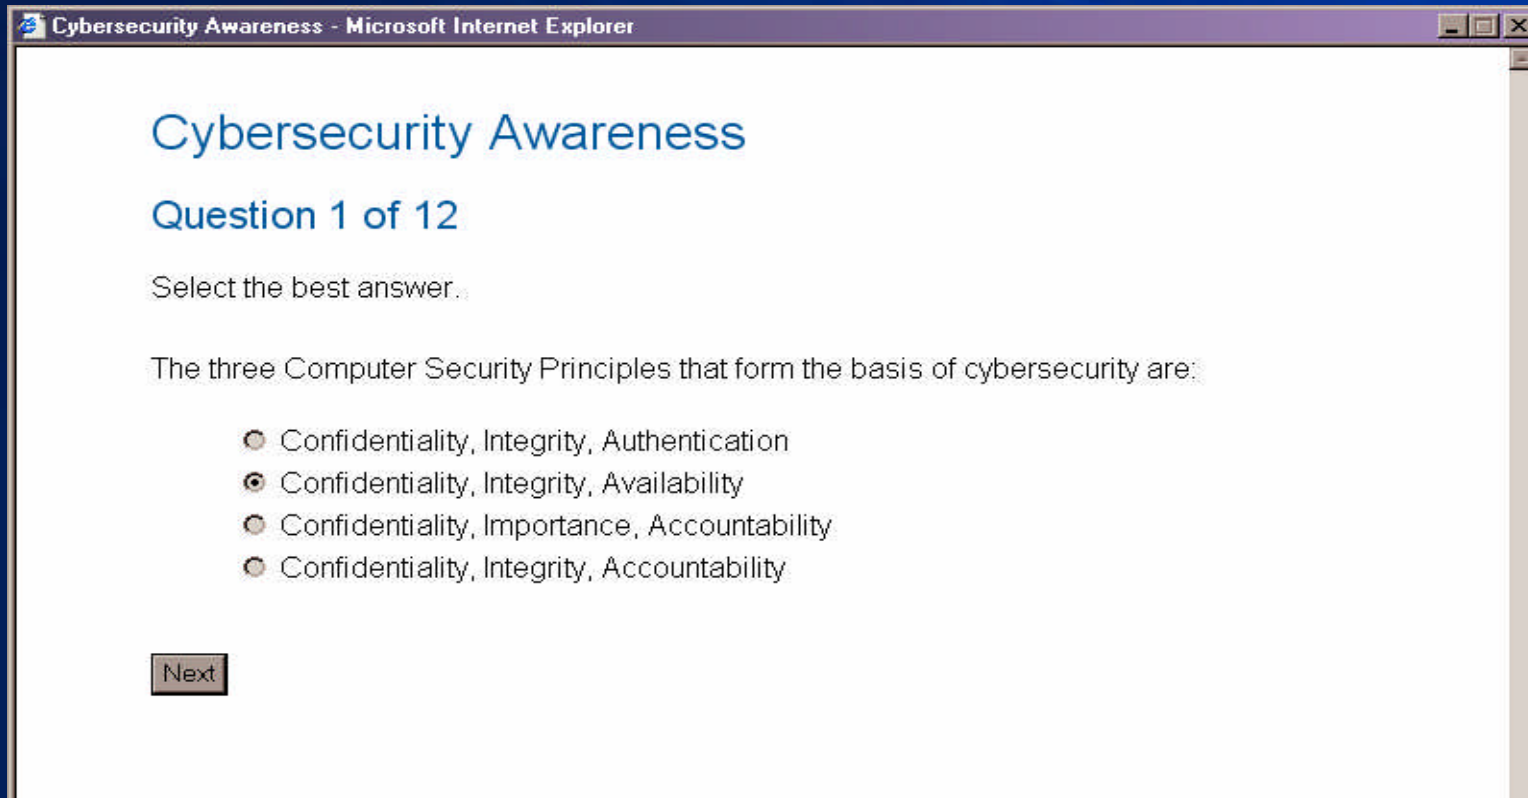 Cybersecurity Awareness - Microsoft Internet Explorer
Cybersecurity Awareness
Question 1 of 12
Select the best answer.
The three Computer Security Principles that form the basis of cybersecurity are:
Confidentiality, Integrity, Authentication
Confidentiality, Integrity, Availability
Confidentiality, Importance, Accountability
Confidentiality, Integrity, Accountability
Next